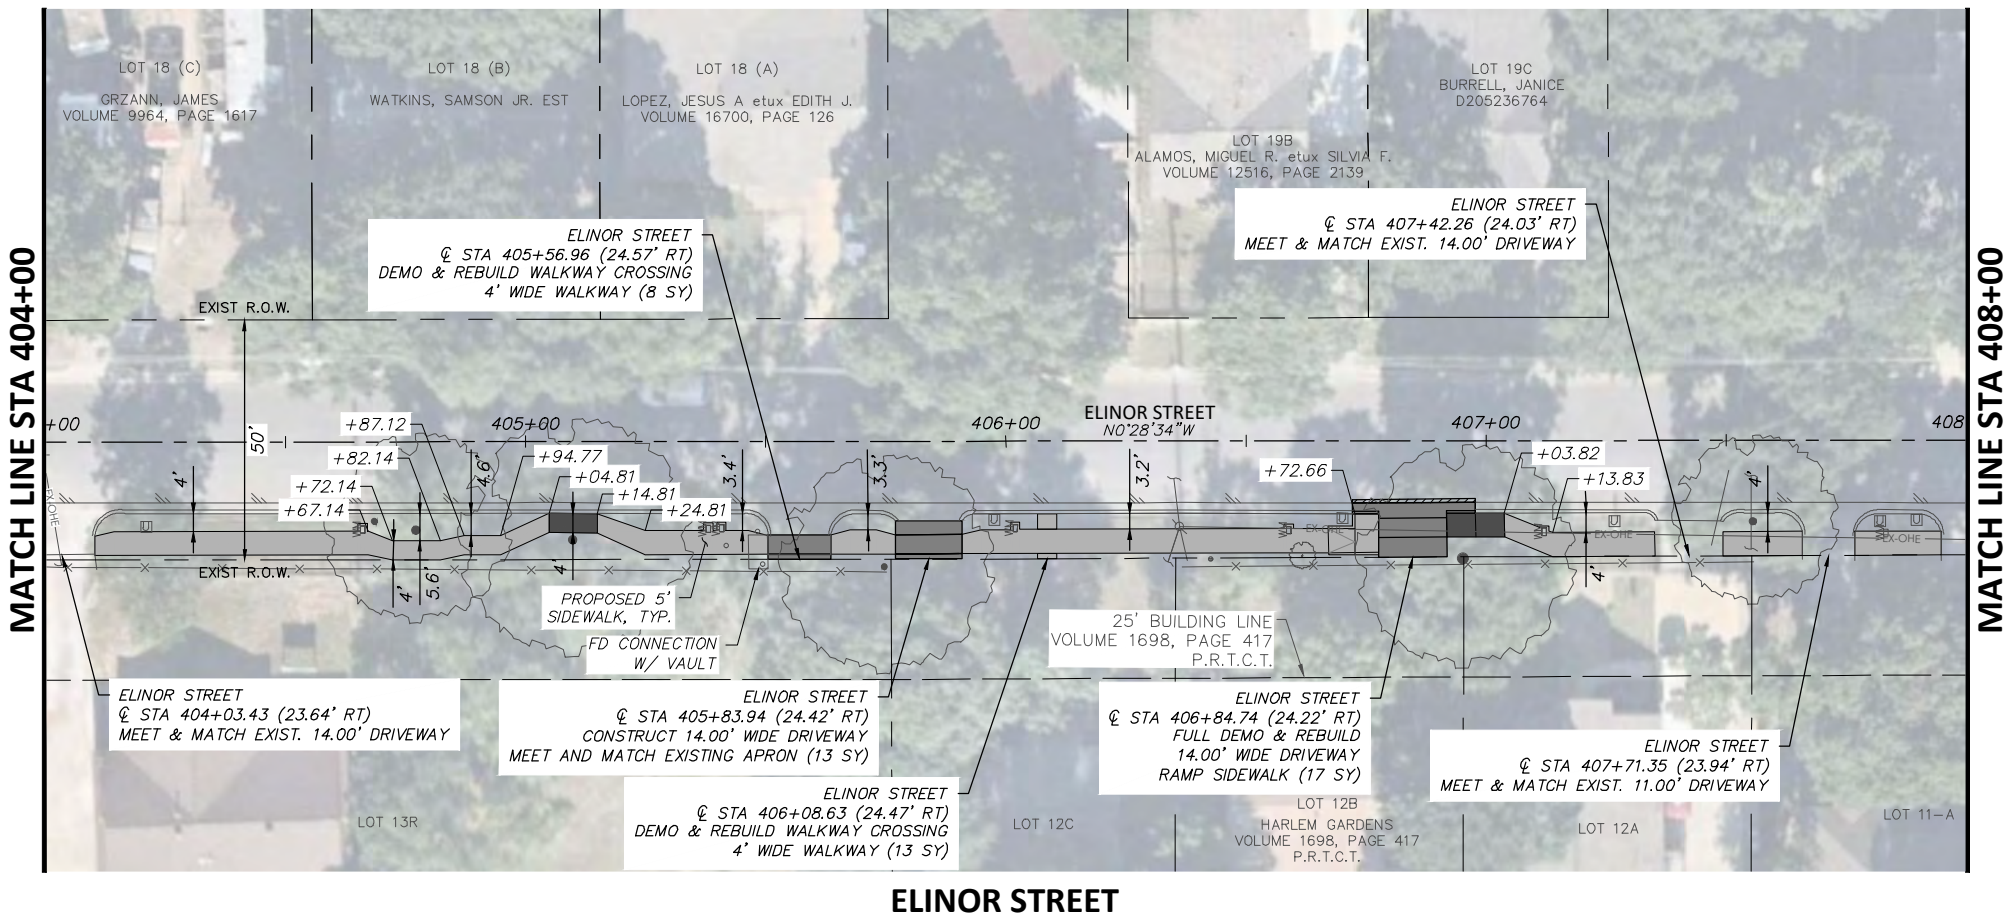 MATCH LINE STA 404+00
MATCH LINE STA 408+00
LOT 18 (C)
GRZANN, JAMES
VOLUME 9964, PAGE 1617
LOT 18 (B)
WATKINS, SAMSON JR. EST
LOT 18 (A)
LOPEZ, JESUS A etux EDITH J.
VOLUME 16700, PAGE 126
LOT 19B
ALAMOS, MIGUEL R. etux SILVIA F.
VOLUME 12516, PAGE 2139
LOT 19C
BURRELL, JANICE
D205236764
ELINOR STREET
℄ STA 405+56.96 (24.57' RT)
DEMO & REBUILD WALKWAY CROSSING
4' WIDE WALKWAY (8 SY)
ELINOR STREET
℄ STA 407+42.26 (24.03' RT)
MEET & MATCH EXIST. 14.00' DRIVEWAY
EXIST R.O.W.
50'
+00
405+00
406+00
ELINOR STREET
N0°28'34"W
407+00
408
4'
+87.12
+82.14
+72.14
+67.14
4.6'
+94.77
+04.81
+14.81
+24.81
3.4'
3.3'
3.2'
+72.66
+03.82
+13.83
4'
EX-OHE
EX-OHE
EX-OHE
EX-OHE
EXIST R.O.W.
4'
5.6'
4'
4'
PROPOSED 5'
SIDEWALK, TYP.
FD CONNECTION
W/ VAULT
25' BUILDING LINE
VOLUME 1698, PAGE 417
P.R.T.C.T.
ELINOR STREET
℄ STA 404+03.43 (23.64' RT)
MEET & MATCH EXIST. 14.00' DRIVEWAY
ELINOR STREET
℄ STA 405+83.94 (24.42' RT)
CONSTRUCT 14.00' WIDE DRIVEWAY
MEET AND MATCH EXISTING APRON (13 SY)
ELINOR STREET
℄ STA 406+08.63 (24.47' RT)
DEMO & REBUILD WALKWAY CROSSING
4' WIDE WALKWAY (13 SY)
ELINOR STREET
℄ STA 406+84.74 (24.22' RT)
FULL DEMO & REBUILD
14.00' WIDE DRIVEWAY
RAMP SIDEWALK (17 SY)
ELINOR STREET
℄ STA 407+71.35 (23.94' RT)
MEET & MATCH EXIST. 11.00' DRIVEWAY
LOT 13R
LOT 12C
LOT 12B
HARLEM GARDENS
VOLUME 1698, PAGE 417
P.R.T.C.T.
LOT 12A
LOT 11-A
ELINOR STREET